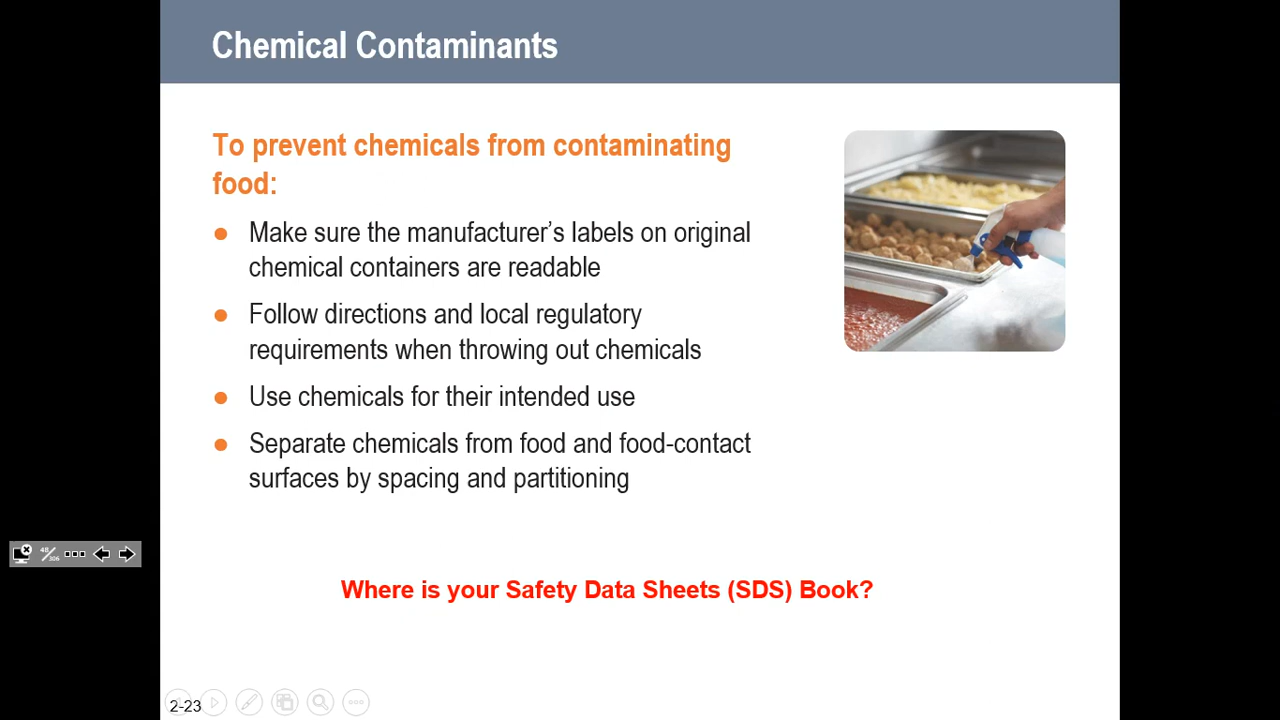 Chemical Contaminants
To prevent chemicals from contaminating
food:
Make sure the manufacturer’s labels on original
chemical containers are readable
Follow directions and local regulatory
requirements when throwing out chemicals
Use chemicals for their intended use
Separate chemicals from food and food-contact
surfaces by spacing and partitioning
48/306
Where is your Safety Data Sheets (SDS) Book?
2-23